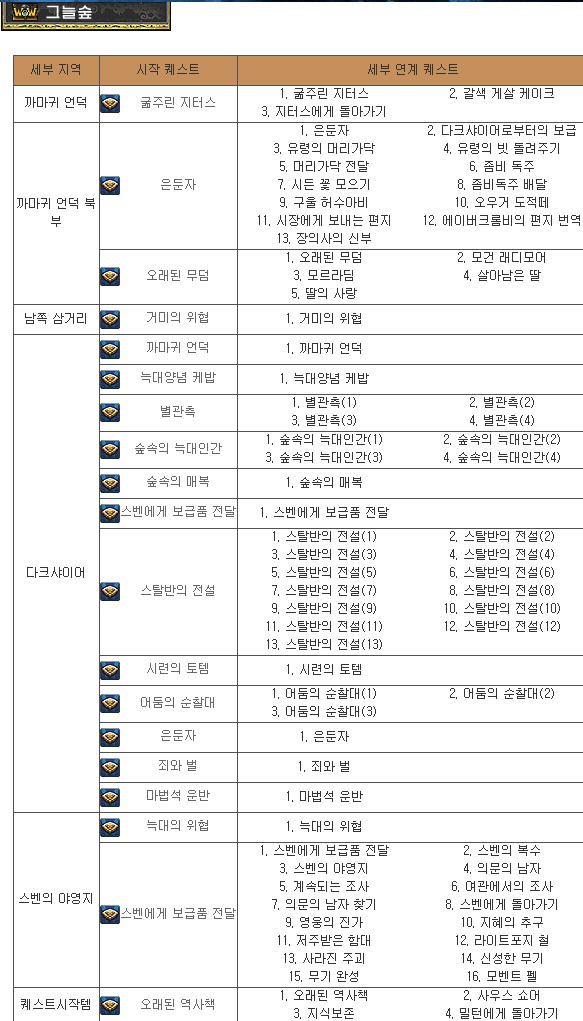 WOW 그늘숲
세부 지역 시작 퀘스트 세부 연계 퀘스트
까마귀 언덕 굶주린 지터스 1. 굶주린 지터스 2. 갈색 게살 케이크
3. 지터스에게 돌아가기
까마귀 언덕 북부 은둔자 1. 은둔자 2. 다크샤이어로부터의 보급
3. 유령의 머리가닥 4. 유령의 빗 돌려주기
5. 머리가닥 전달 6. 좀비 독주
7. 시든 꽃 모으기 8. 좀비독주 배달
9. 구울 허수아비 10. 오우거 도적떼
11. 시장에게 보내는 편지 12. 에이버크롬비의 편지 번역
13. 장의사의 신부
오래된 무덤 1. 오래된 무덤 2. 모건 래디모어
3. 모르라딤 4. 살아남은 딸
5. 딸의 사랑
남쪽 삼거리 거미의 위협 1. 거미의 위협
다크샤이어 까마귀 언덕 1. 까마귀 언덕
늑대양념 케밥 1. 늑대양념 케밥
별관측 1. 별관측(1) 2. 별관측(2)
3. 별관측(3) 4. 별관측(4)
숲속의 늑대인간 1. 숲속의 늑대인간(1) 2. 숲속의 늑대인간(2)
3. 숲속의 늑대인간(3) 4. 숲속의 늑대인간(4)
숲속의 매복 1. 숲속의 매복
스벤에게 보급품 전달 1. 스벤에게 보급품 전달
스탈반의 전설 1. 스탈반의 전설(1) 2. 스탈반의 전설(2)
3. 스탈반의 전설(3) 4. 스탈반의 전설(4)
5. 스탈반의 전설(5) 6. 스탈반의 전설(6)
7. 스탈반의 전설(7) 8. 스탈반의 전설(8)
9. 스탈반의 전설(9) 10. 스탈반의 전설(10)
11. 스탈반의 전설(11) 12. 스탈반의 전설(12)
13. 스탈반의 전설(13)
시련의 토템 1. 시련의 토템
어둠의 순찰대 1. 어둠의 순찰대(1) 2. 어둠의 순찰대(2)
3. 어둠의 순찰대(3)
은둔자 1. 은둔자
죄와 벌 1. 죄와 벌
마법석 운반 1. 마법석 운반
스벤의 야영지 늑대의 위협 1. 늑대의 위협
스벤에게 보급품 전달 1. 스벤에게 보급품 전달 2. 스벤의 복수
3. 스벤의 야영지 4. 의문의 남자
5. 계속되는 조사 6. 여관에서의 조사
7. 의문의 남자 찾기 8. 스벤에게 돌아가기
9. 영웅의 진가 10. 지혜의 추구
11. 저주받은 함대 12. 라이트포지 철
13. 사라진 주괴 14. 신성한 무기
15. 무기 완성 16. 모벤트 펠
퀘스트시작템 오래된 역사책 1. 오래된 역사책 2. 사우스 쇼어
3. 지식보존 4. 밀턴에게 돌아가기